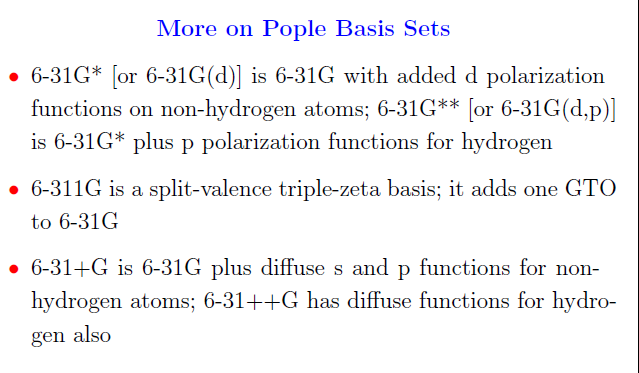 More on Pople Basis Sets
• 6-31G* [or 6-31G(d)] is 6-31G with added d polarization
functions on non-hydrogen atoms; 6-31G** [or 6-31G(d,p)]
is 6-31G* plus p polarization functions for hydrogen
• 6-311G is a split-valence triple-zeta basis; it adds one GTO
to 6-31G
• 6-31+G is 6-31G plus diffuse s and p functions for non-
hydrogen atoms; 6-31++G has diffuse functions for hydro-
gen also